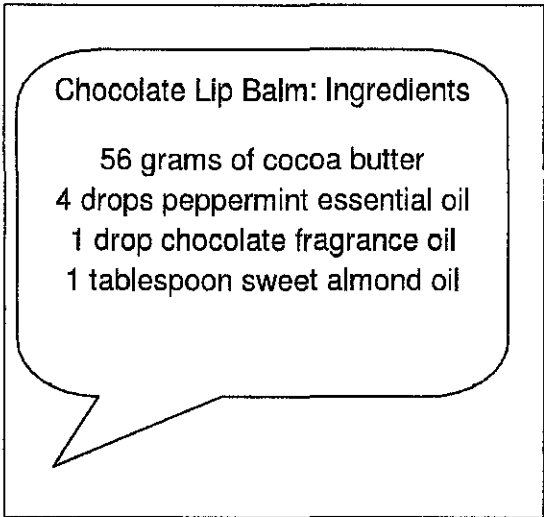 Chocolate Lip Balm: Ingredients
56 grams of cocoa butter
4 drops peppermint essential oil
1 drop chocolate fragrance oil
1 tablespoon sweet almond oil